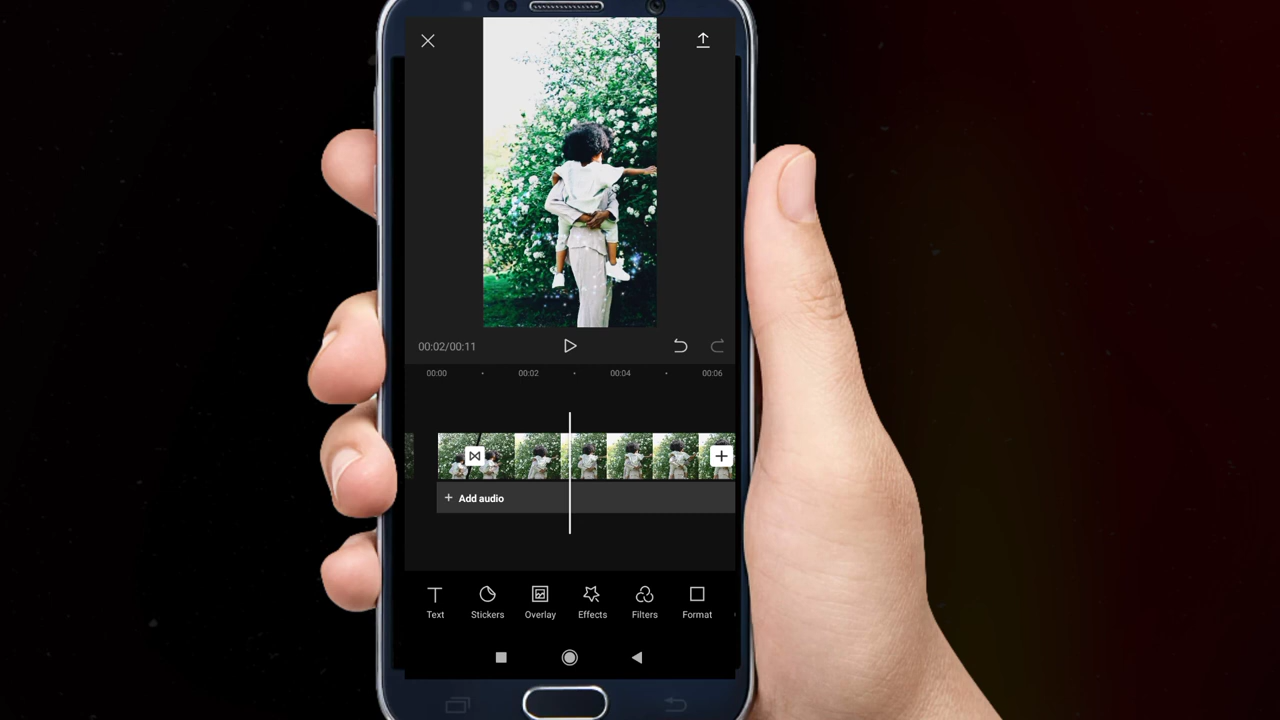 00:02/00:11
00:00 00:02 00:04 00:06
+ Add audio
Text Stickers Overlay Effects Filters Format